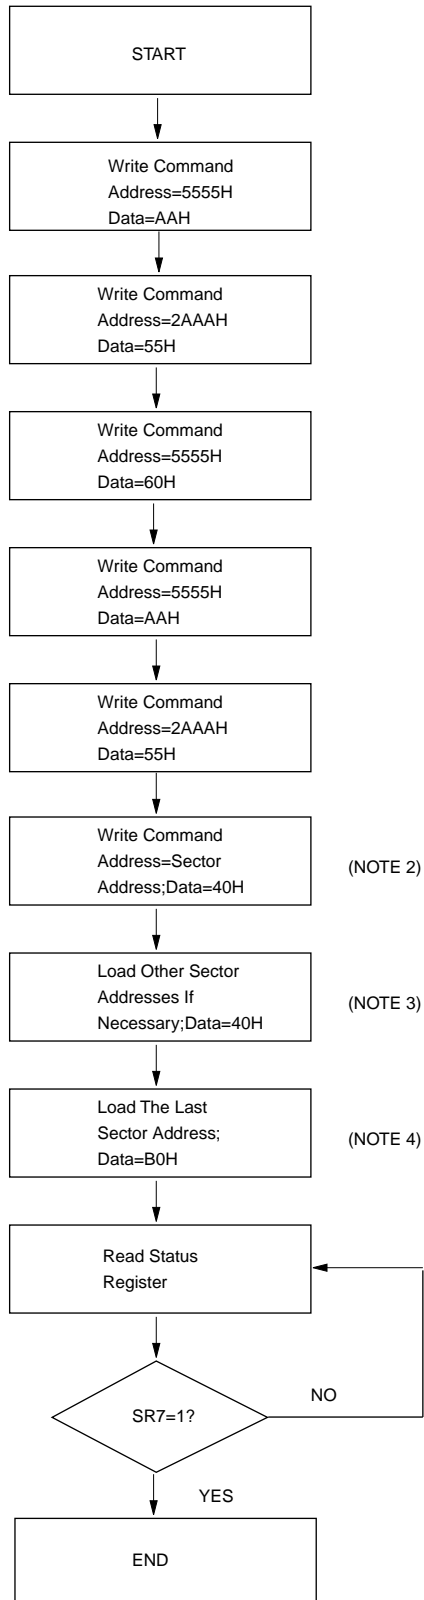 START
Write Command
Address=5555H
Data=AAH
Write Command
Address=2AAAH
Data=55H
Write Command
Address=5555H
Data=60H
Write Command
Address=5555H
Data=AAH
Write Command
Address=2AAAH
Data=55H
Write Command
Address=Sector
Address;Data=40H
(NOTE 2)
Load Other Sector
Addresses If
Necessary;Data=40H
(NOTE 3)
Load The Last
Sector Address;
Data=B0H
(NOTE 4)
Read Status
Register
SR7=1?
NO
YES
END